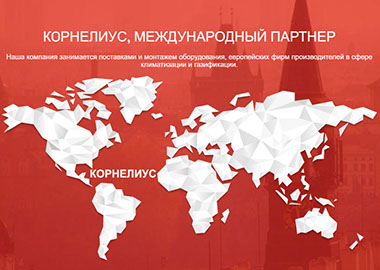 КОРНЕЛИУС, МЕЖДУНАРОДНЫЙ ПАРТНЕР
Наша компания занимается поставками и монтажем оборудования, европейских фирм производителей в сфере
климатизации и газификации.
КОРНЕЛИУС